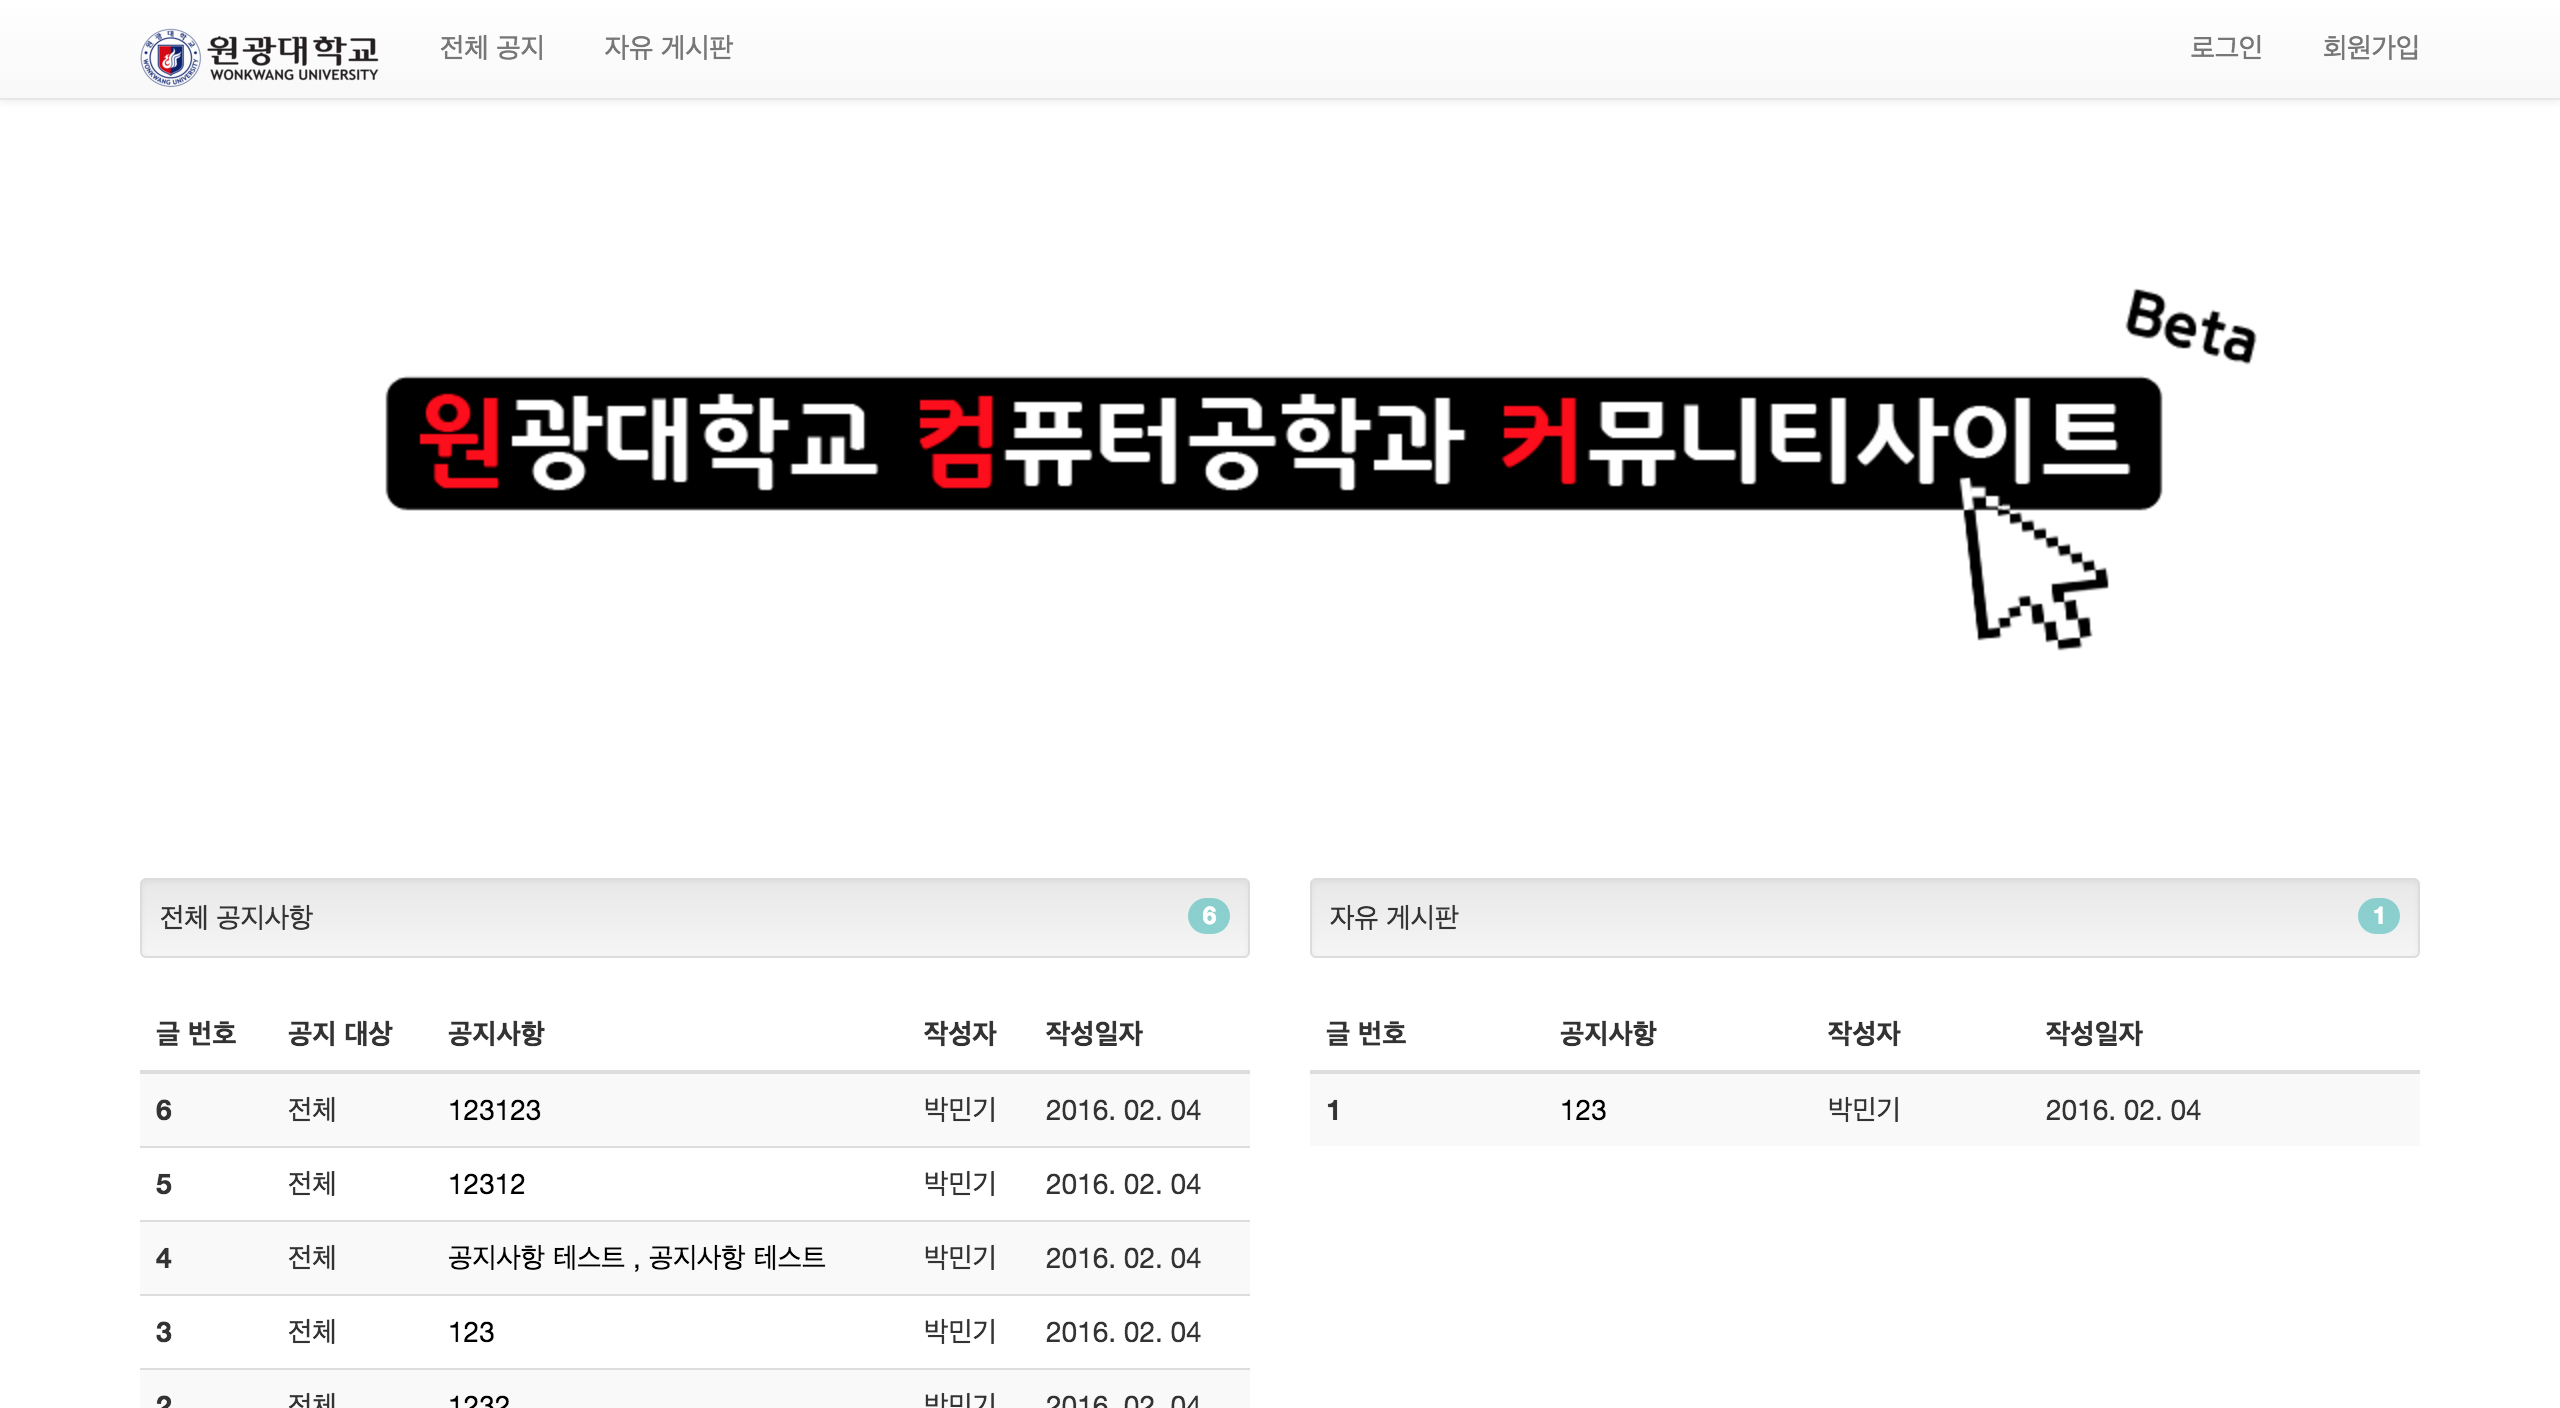 원광대학교
WONKWANG UNIVERSITY
전체 공지 자유 게시판 로그인 회원가입
Beta
원광대학교 컴퓨터공학과 커뮤니티사이트
전체 공지사항 6
글 번호 공지 대상 공지사항 작성자 작성일자
6 전체 123123 박민기 2016. 02. 04
5 전체 12312 박민기 2016. 02. 04
4 전체 공지사항 테스트 , 공지사항 테스트 박민기 2016. 02. 04
3 전체 123 박민기 2016. 02. 04
2 전체 1232 박민기 2016. 02. 04
자유 게시판 1
글 번호 공지사항 작성자 작성일자
1 123 박민기 2016. 02. 04